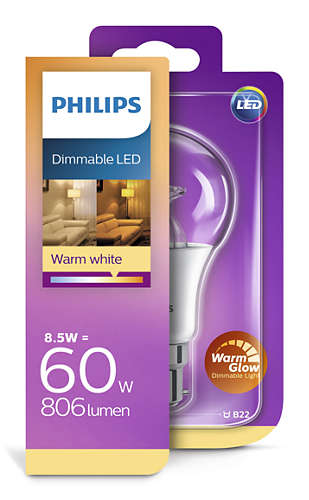 PHILIPS
Dimmable LED
Warm white
8.5W =
60W
806 lumen
LED
Warm
Glow
Dimmable Light
B22